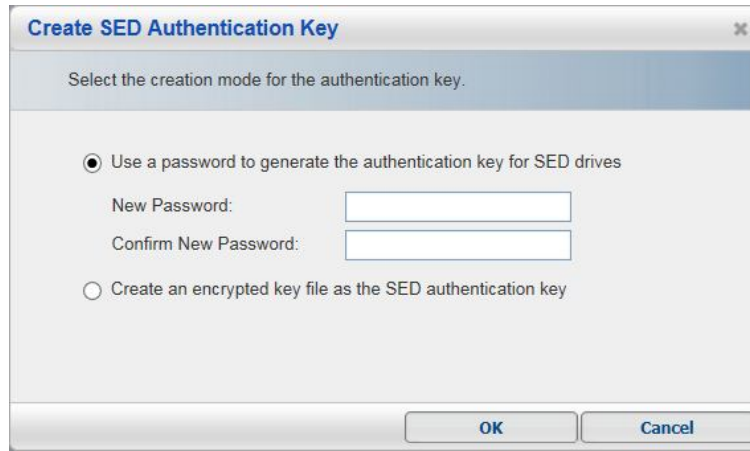 Create SED Authentication Key
Select the creation mode for the authentication key.
Use a password to generate the authentication key for SED drives
New Password:
Confirm New Password:
Create an encrypted key file as the SED authentication key
OK Cancel